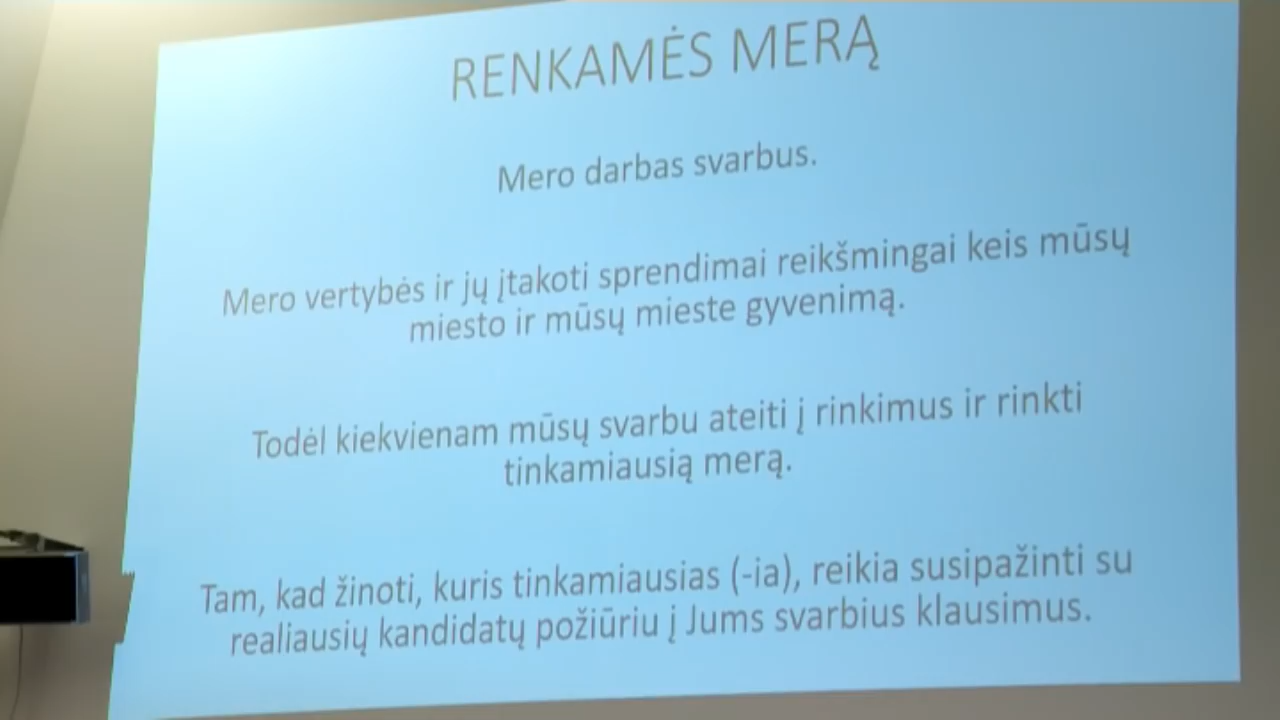 RENKAMĖS MERĄ
Mero darbas svarbus.
Mero vertybės ir jų įtakoti sprendimai reikšmingai keis mūsų
miesto ir mūsų mieste gyvenimą.
Todėl kiekvienam mūsų svarbu ateiti į rinkimus ir rinkti
tinkamiausią merą.
Tam, kad žinoti, kuris tinkamiausias (-ia), reikia susipažinti su
realiausių kandidatų požiūriu į Jums svarbius klausimus.